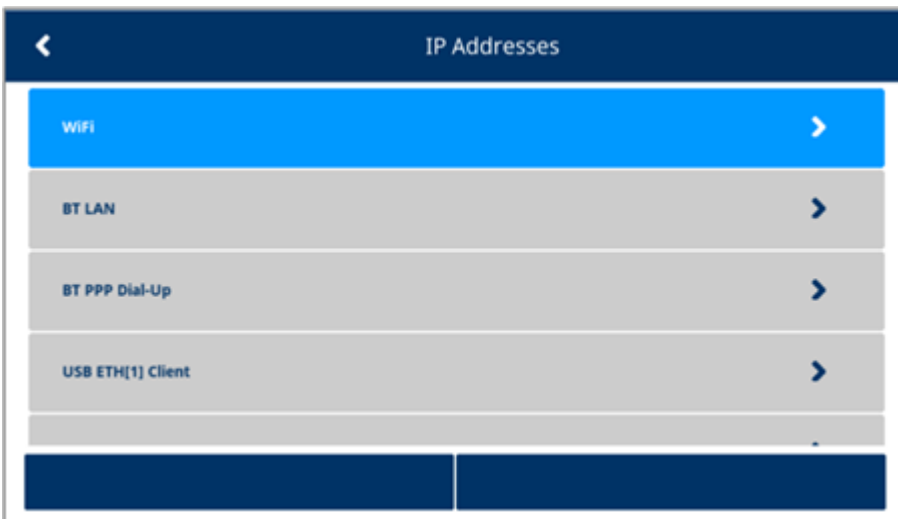 IP Addresses
WiFi
BT LAN
BT PPP Dial-Up
USB ETH[1] Client